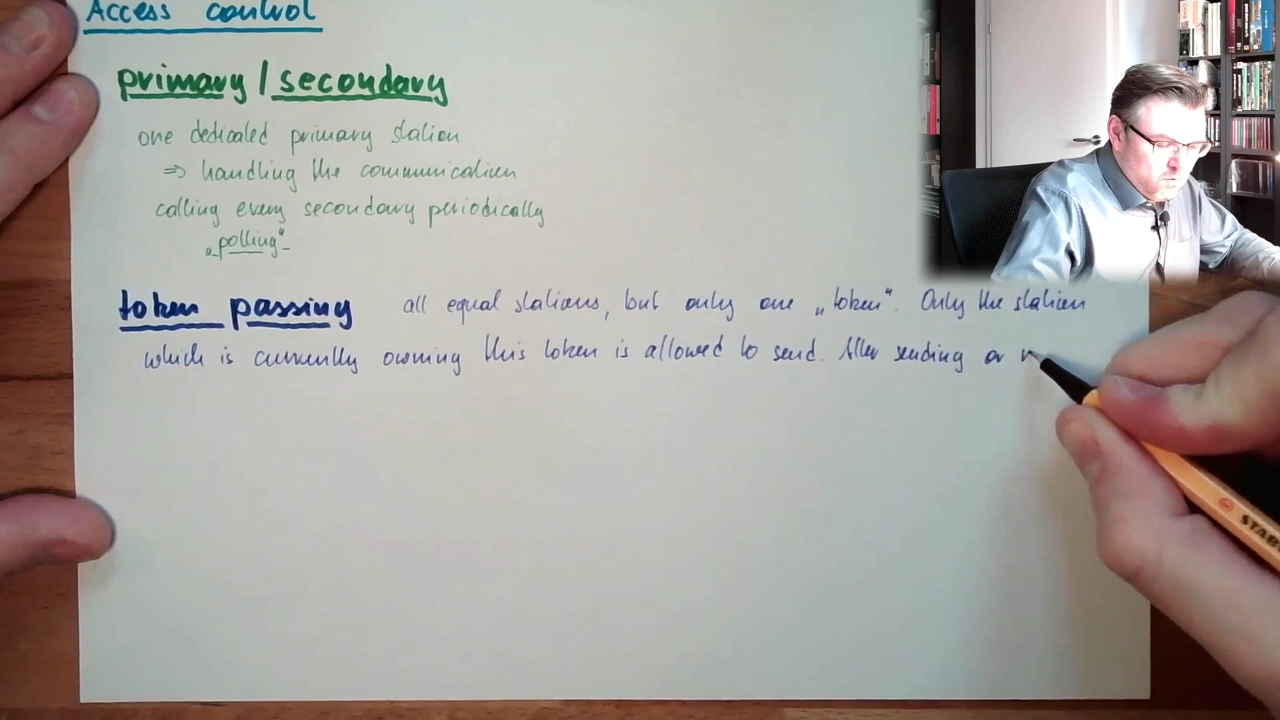 Access control
primary / secondary
one dedicated primary station
⇒ handling the communication
calling every secondary periodically
„polling“
token passing all equal stations, but only one „token“. Only the station
which is currently owning this token is allowed to send. After sending or
STAB